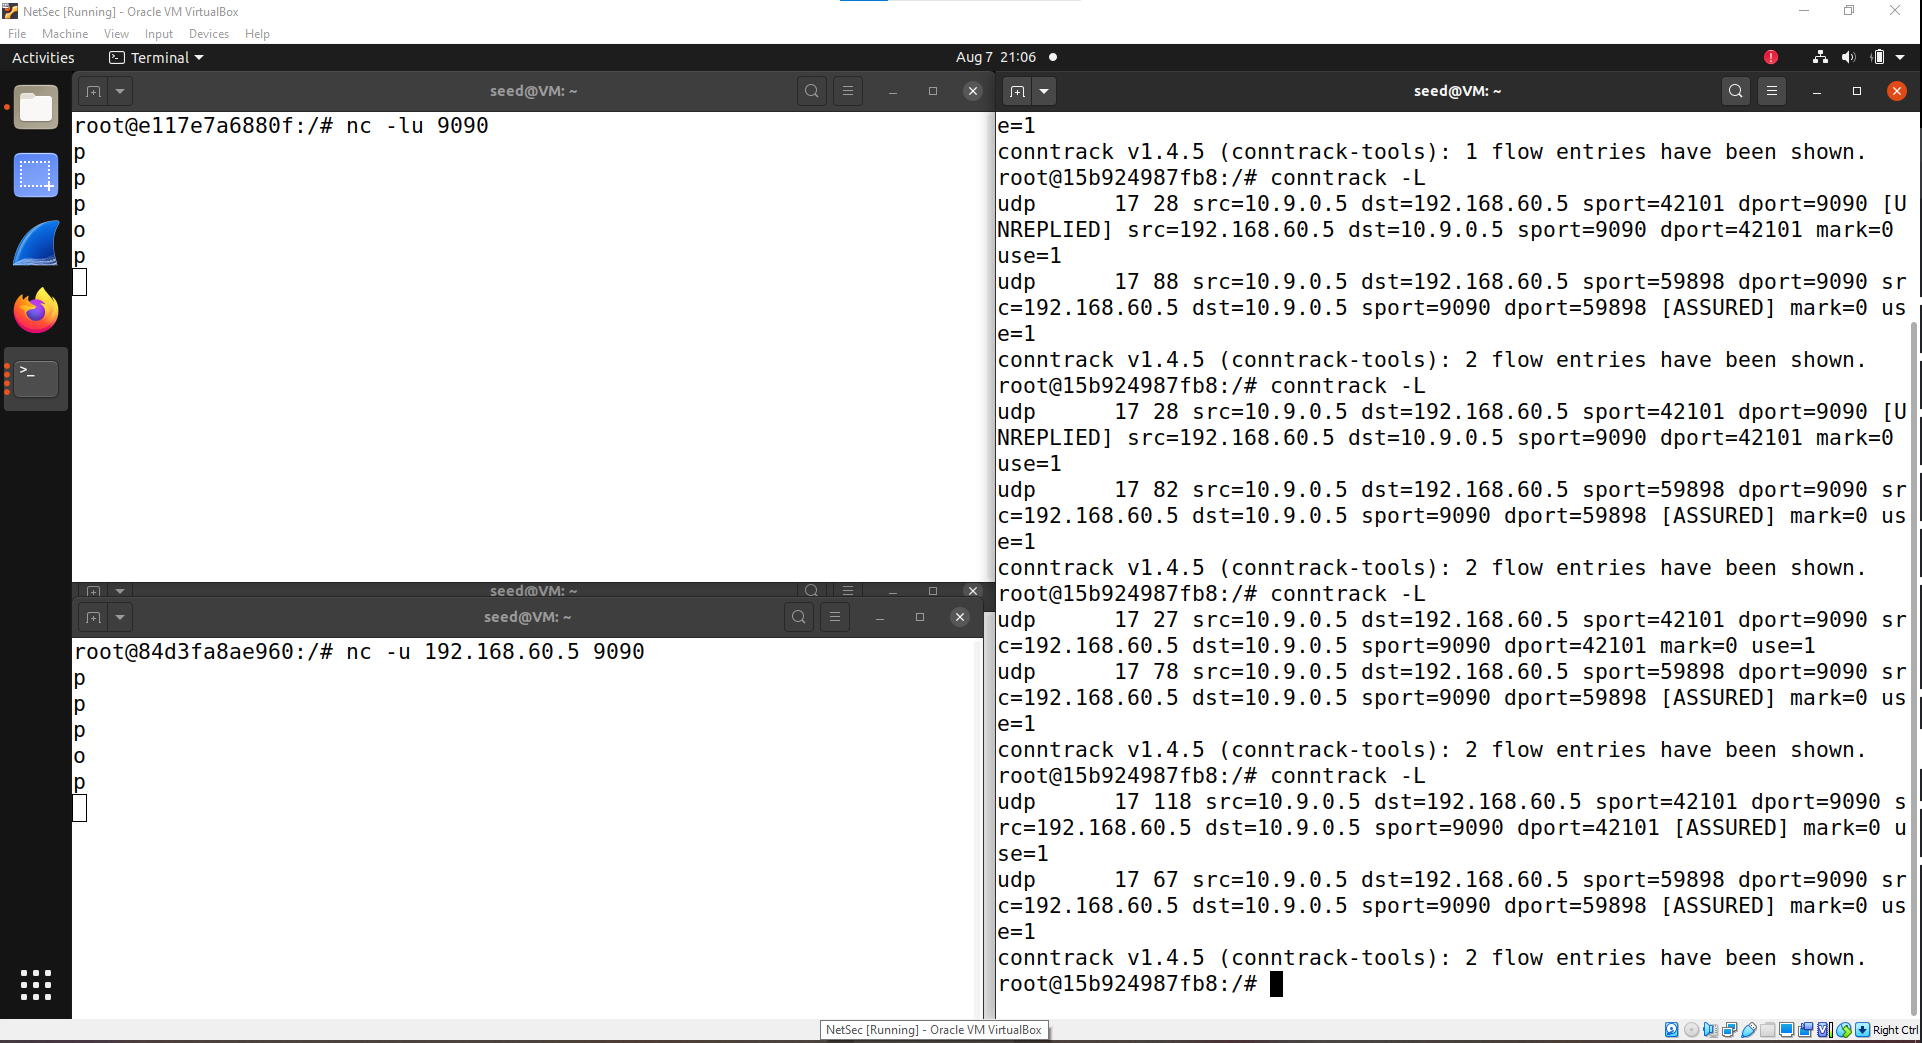 NetSec [Running] - Oracle VM VirtualBox
File Machine View Input Devices Help
Activities Terminal Aug 7 21:06
seed@VM: ~
root@e117e7a6880f:/# nc -lu 9090
p
p
p
o
p
seed@VM: ~
seed@VM: ~
root@84d3fa8ae960:/# nc -u 192.168.60.5 9090
p
p
p
o
p
seed@VM: ~
e=1
conntrack v1.4.5 (conntrack-tools): 1 flow entries have been shown.
root@15b924987fb8:/# conntrack -L
udp      17 28 src=10.9.0.5 dst=192.168.60.5 sport=42101 dport=9090 [U
NREPLIED] src=192.168.60.5 dst=10.9.0.5 sport=9090 dport=42101 mark=0
use=1
udp      17 88 src=10.9.0.5 dst=192.168.60.5 sport=59898 dport=9090 sr
c=192.168.60.5 dst=10.9.0.5 sport=9090 dport=59898 [ASSURED] mark=0 us
e=1
conntrack v1.4.5 (conntrack-tools): 2 flow entries have been shown.
root@15b924987fb8:/# conntrack -L
udp      17 28 src=10.9.0.5 dst=192.168.60.5 sport=42101 dport=9090 [U
NREPLIED] src=192.168.60.5 dst=10.9.0.5 sport=9090 dport=42101 mark=0
use=1
udp      17 82 src=10.9.0.5 dst=192.168.60.5 sport=59898 dport=9090 sr
c=192.168.60.5 dst=10.9.0.5 sport=9090 dport=59898 [ASSURED] mark=0 us
e=1
conntrack v1.4.5 (conntrack-tools): 2 flow entries have been shown.
root@15b924987fb8:/# conntrack -L
udp      17 27 src=10.9.0.5 dst=192.168.60.5 sport=42101 dport=9090 sr
c=192.168.60.5 dst=10.9.0.5 sport=9090 dport=42101 mark=0 use=1
udp      17 78 src=10.9.0.5 dst=192.168.60.5 sport=59898 dport=9090 sr
c=192.168.60.5 dst=10.9.0.5 sport=9090 dport=59898 [ASSURED] mark=0 us
e=1
conntrack v1.4.5 (conntrack-tools): 2 flow entries have been shown.
root@15b924987fb8:/# conntrack -L
udp      17 118 src=10.9.0.5 dst=192.168.60.5 sport=42101 dport=9090 s
rc=192.168.60.5 dst=10.9.0.5 sport=9090 dport=42101 [ASSURED] mark=0 u
se=1
udp      17 67 src=10.9.0.5 dst=192.168.60.5 sport=59898 dport=9090 sr
c=192.168.60.5 dst=10.9.0.5 sport=9090 dport=59898 [ASSURED] mark=0 us
e=1
conntrack v1.4.5 (conntrack-tools): 2 flow entries have been shown.
root@15b924987fb8:/#
NetSec [Running] - Oracle VM VirtualBox
Right Ctrl